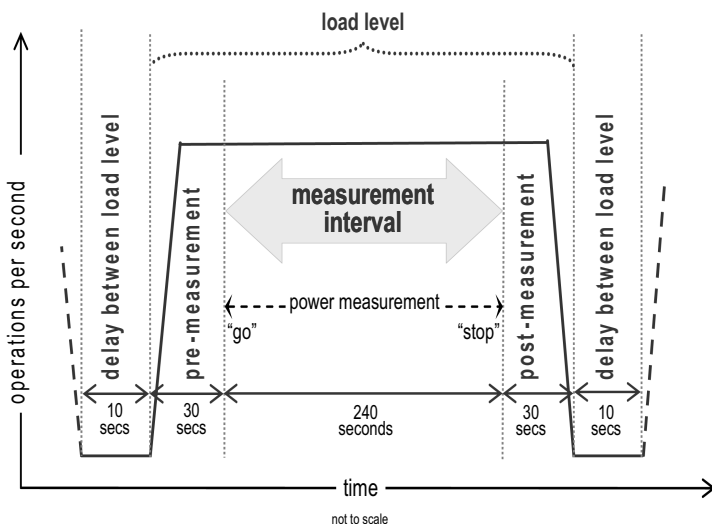 load level
operations per second
delay between load level
pre-measurement
measurement
interval
post-measurement
delay between load level
power measurement
“go”
“stop”
10
secs
30
secs
240
seconds
30
secs
10
secs
time
not to scale